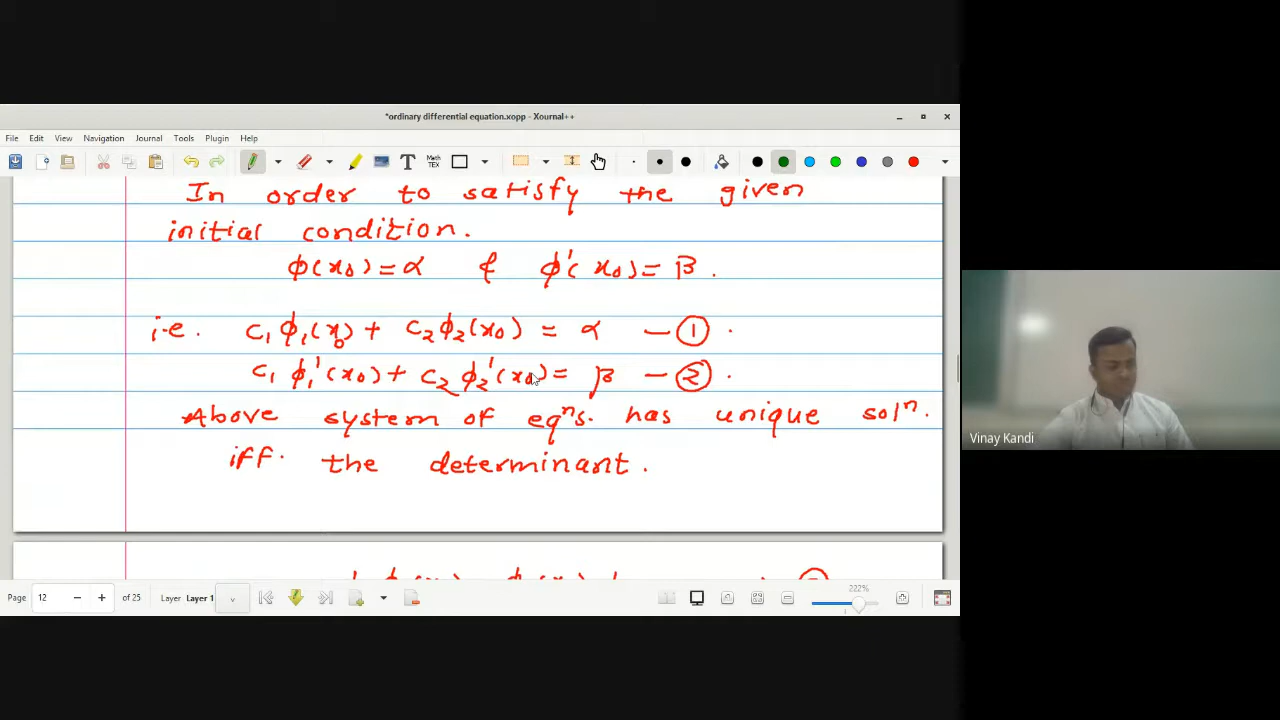 *ordinary differential equation.xopp - Xournal++
File Edit View Navigation Journal Tools Plugin Help
In order to satisfy the given
initial condition.
ϕ(x₀) = α & ϕ'(x₀) = β.
i.e. c₁ϕ₁(x₀) + c₂ϕ₂(x₀) = α — ① .
c₁ϕ₁'(x₀) + c₂ϕ₂'(x₀) = β — ② .
Above system of eqⁿs. has unique solⁿ.
iff. the determinant.
Page 12 of 25 Layer Layer 1 222%
Vinay Kandi